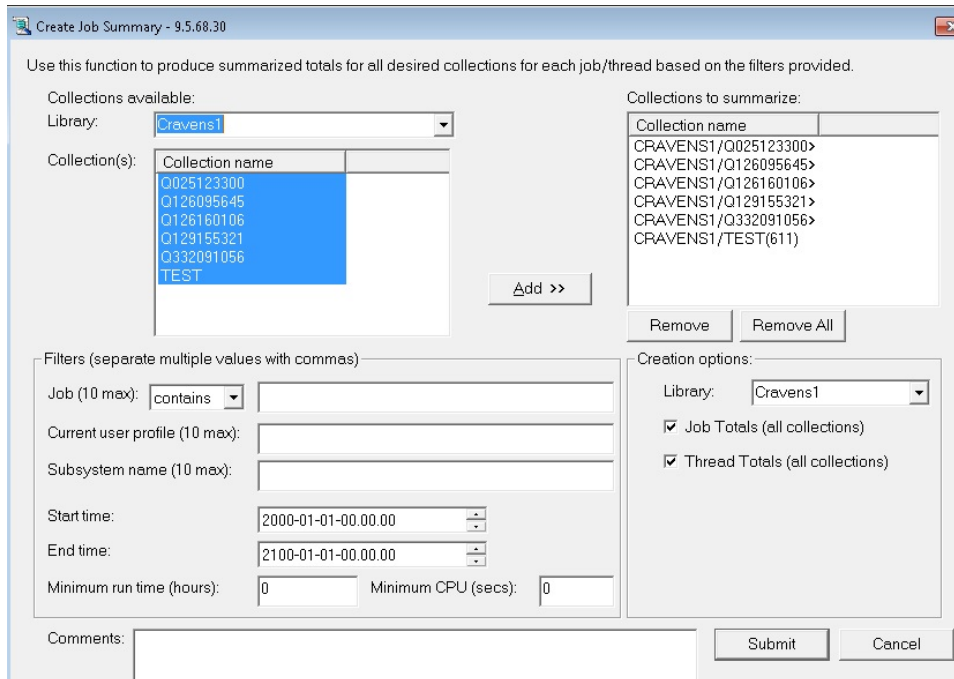 Create Job Summary - 9.5.68.30
Use this function to produce summarized totals for all desired collections for each job/thread based on the filters provided.
Collections available:
Library: Cravens1
Collection(s):
Collection name
Q025123300
Q126095645
Q126160106
Q129155321
Q332091056
TEST
Add >>
Collections to summarize:
Collection name
CRAVENS1/Q025123300>
CRAVENS1/Q126095645>
CRAVENS1/Q126160106>
CRAVENS1/Q129155321>
CRAVENS1/Q332091056>
CRAVENS1/TEST(611)
Remove Remove All
Filters (separate multiple values with commas)
Job (10 max): contains
Current user profile (10 max):
Subsystem name (10 max):
Start time: 2000-01-01-00.00.00
End time: 2100-01-01-00.00.00
Minimum run time (hours): 0 Minimum CPU (secs): 0
Creation options:
Library: Cravens1
Job Totals (all collections)
Thread Totals (all collections)
Comments:
Submit Cancel